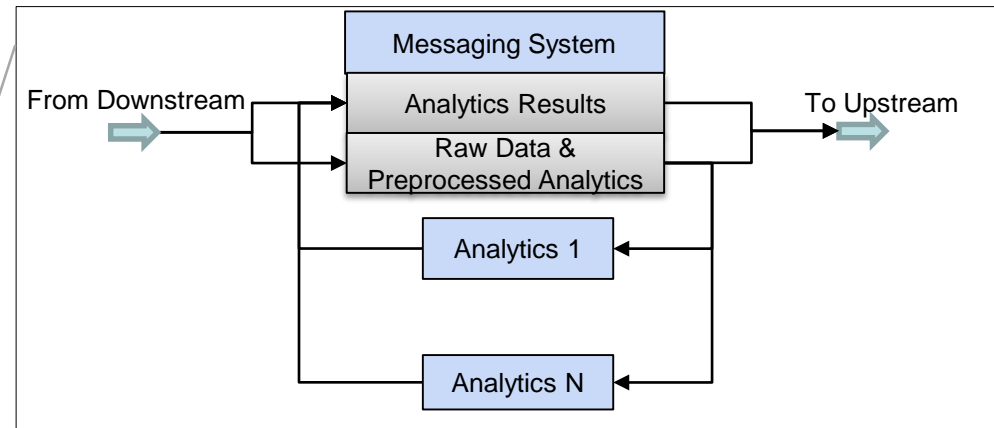 Messaging System
From Downstream
Analytics Results
To Upstream
Raw Data &
Preprocessed Analytics
Analytics 1
Analytics N